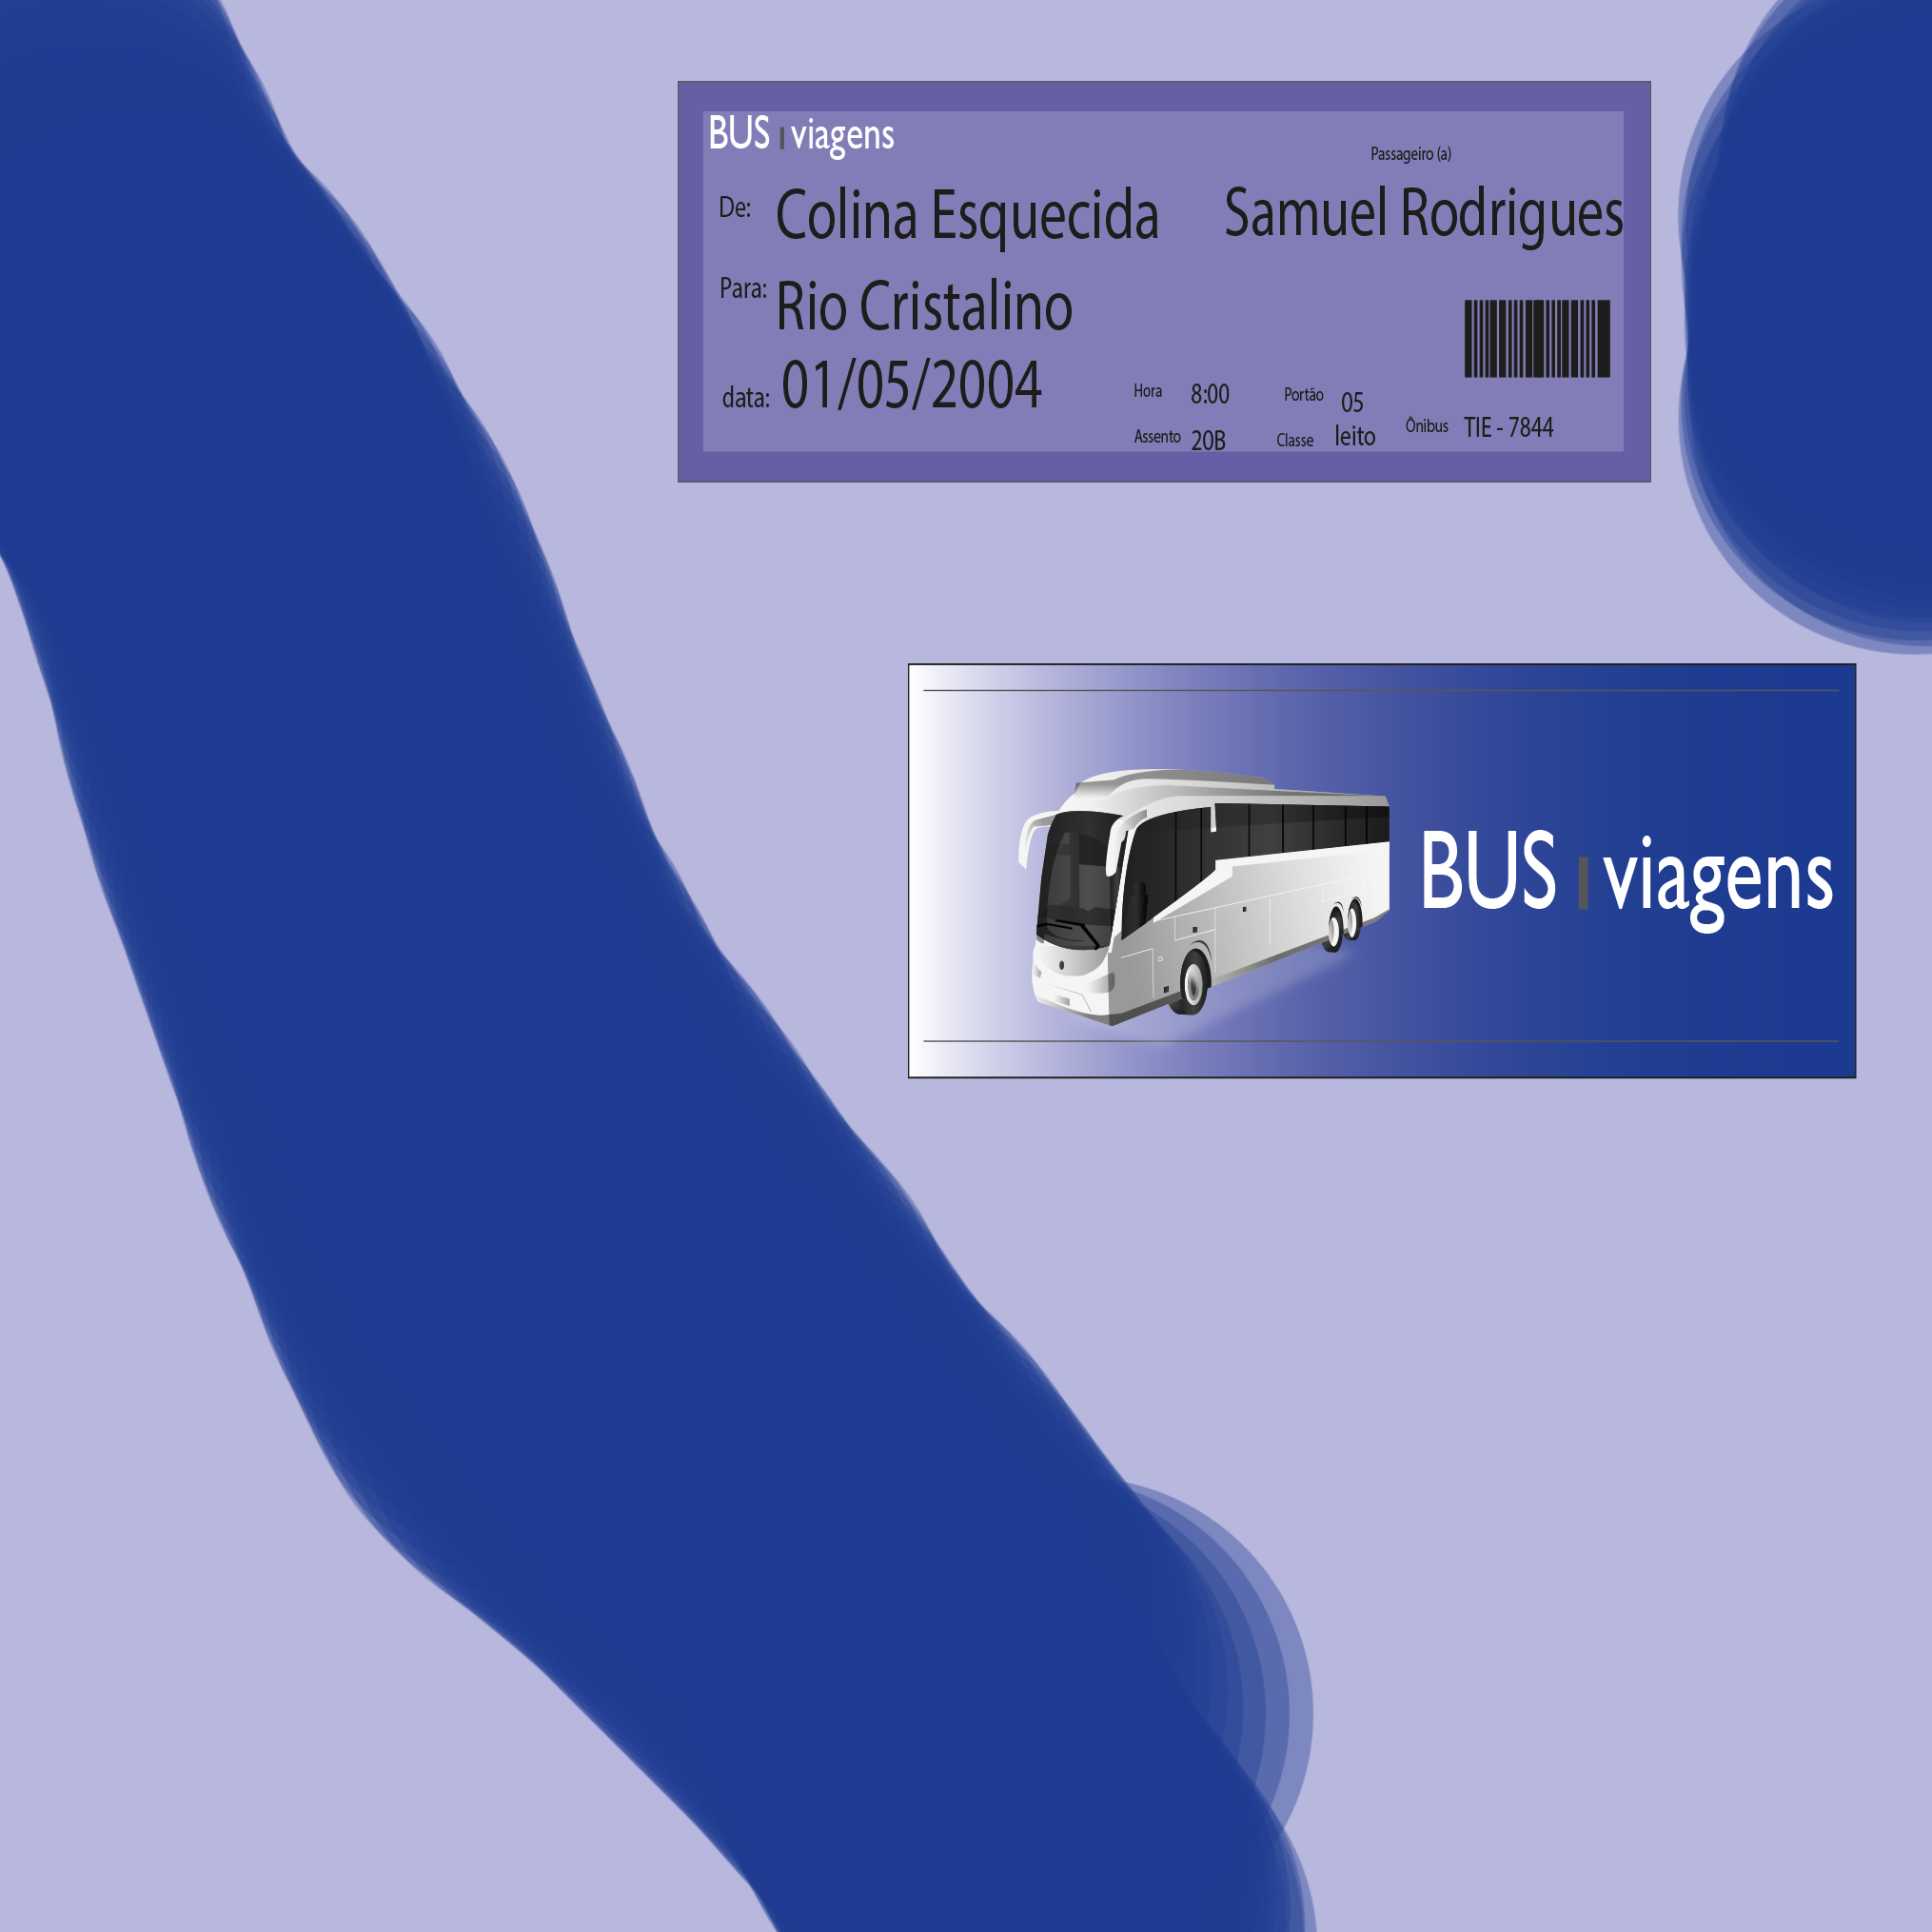 BUS | viagens
Passageiro (a)
De: Colina Esquecida
Samuel Rodrigues
Para: Rio Cristalino
data: 01/05/2004
Hora 8:00 Portão 05
Assento 20B Classe leito Ônibus TIE - 7844
BUS | viagens